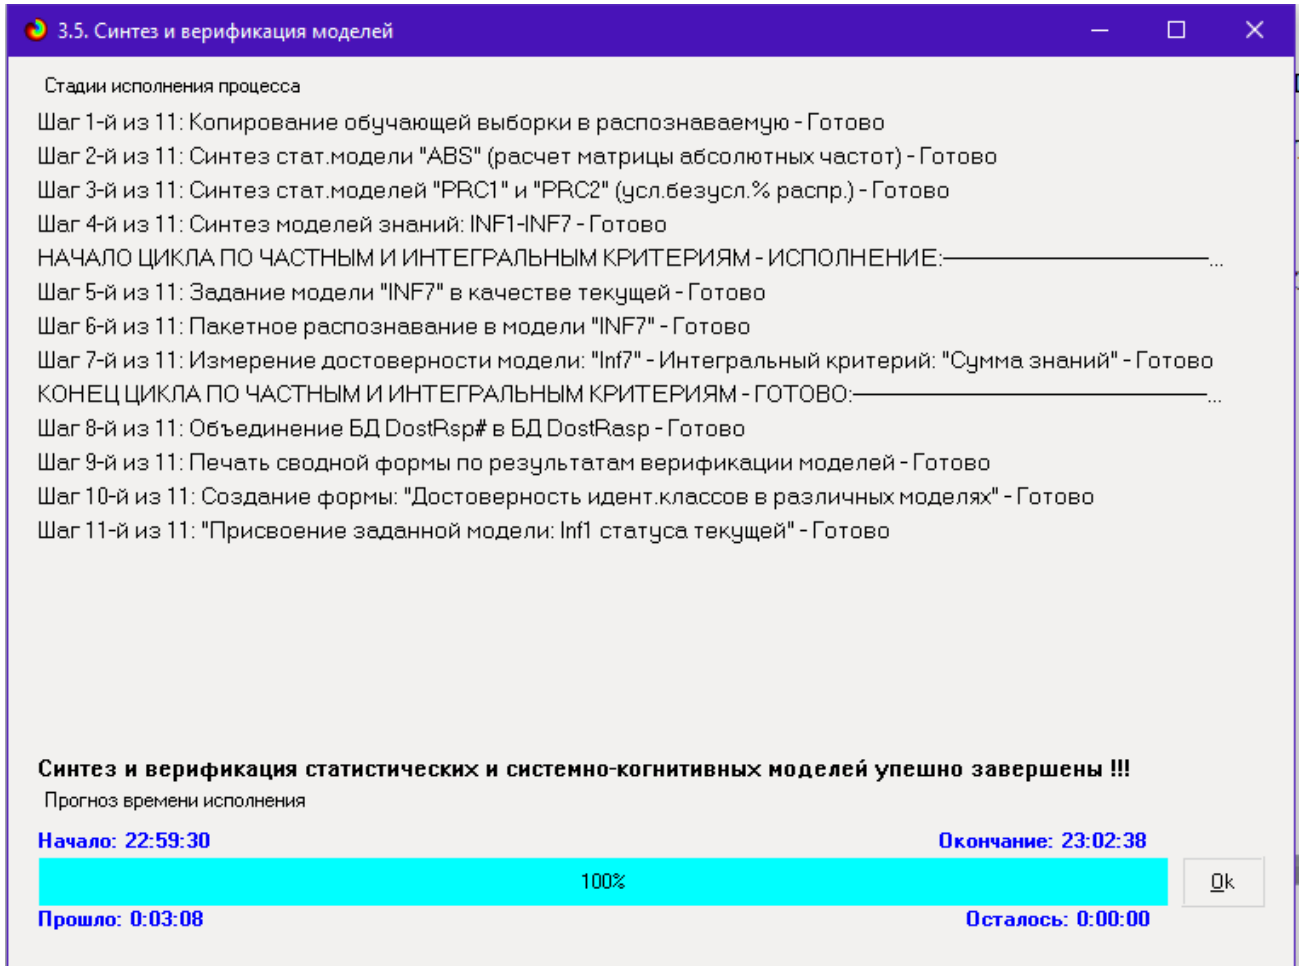 3.5. Синтез и верификация моделей
Стадии исполнения процесса
Шаг 1-й из 11: Копирование обучающей выборки в распознаваемую - Готово
Шаг 2-й из 11: Синтез стат.модели "ABS" (расчет матрицы абсолютных частот) - Готово
Шаг 3-й из 11: Синтез стат.моделей "PRC1" и "PRC2" (усл.безусл.% распр.) - Готово
Шаг 4-й из 11: Синтез моделей знаний: INF1-INF7 - Готово
НАЧАЛО ЦИКЛА ПО ЧАСТНЫМ И ИНТЕГРАЛЬНЫМ КРИТЕРИЯМ - ИСПОЛНЕНИЕ:————————————...
Шаг 5-й из 11: Задание модели "INF7" в качестве текущей - Готово
Шаг 6-й из 11: Пакетное распознавание в модели "INF7" - Готово
Шаг 7-й из 11: Измерение достоверности модели: "Inf7" - Интегральный критерий: "Сумма знаний" - Готово
КОНЕЦ ЦИКЛА ПО ЧАСТНЫМ И ИНТЕГРАЛЬНЫМ КРИТЕРИЯМ - ГОТОВО:————————————————...
Шаг 8-й из 11: Объединение БД DostRsp# в БД DostRasp - Готово
Шаг 9-й из 11: Печать сводной формы по результатам верификации моделей - Готово
Шаг 10-й из 11: Создание формы: "Достоверность идент.классов в различных моделях" - Готово
Шаг 11-й из 11: "Присвоение заданной модели: Inf1 статуса текущей" - Готово
Синтез и верификация статистических и системно-когнитивных моделей упешно завершены !!!
Прогноз времени исполнения
Начало: 22:59:30 Окончание: 23:02:38
100% Ok
Прошло: 0:03:08 Осталось: 0:00:00